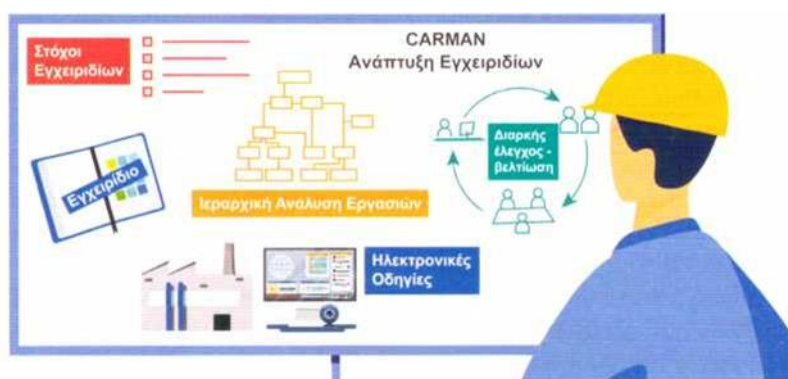 Στόχοι
Εγχειριδίων
CARMAN
Ανάπτυξη Εγχειριδίων
Διαρκής
έλεγχος -
βελτίωση
Εγχειρίδιο
Ιεραρχική Ανάλυση Εργασιών
Ηλεκτρονικές
Οδηγίες